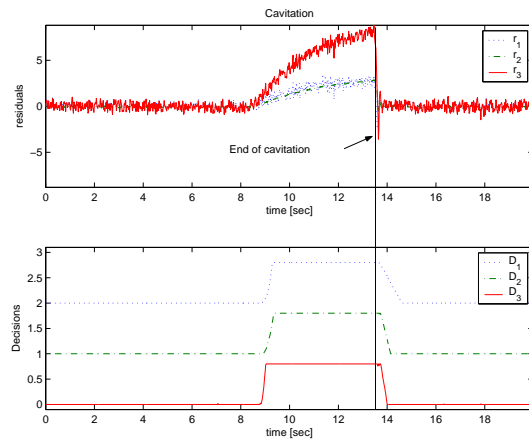 Cavitation
residuals
5
0
−5
r1
r2
r3
End of cavitation
0 2 4 6 8 10 12 14 16 18
time [sec]
Decisions
3
2.5
2
1.5
1
0.5
0
D1
D2
D3
0 2 4 6 8 10 12 14 16 18
time [sec]